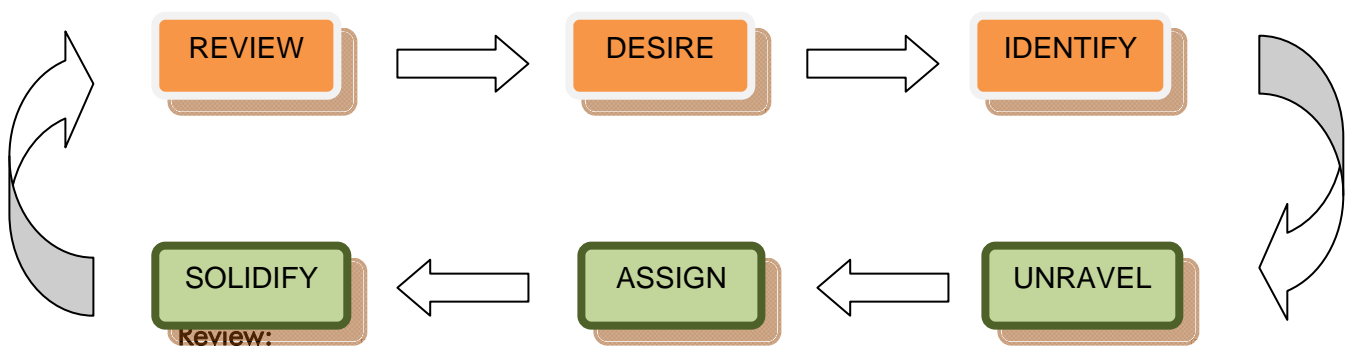 REVIEW
DESIRE
IDENTIFY
SOLIDIFY
ASSIGN
UNRAVEL
Review: